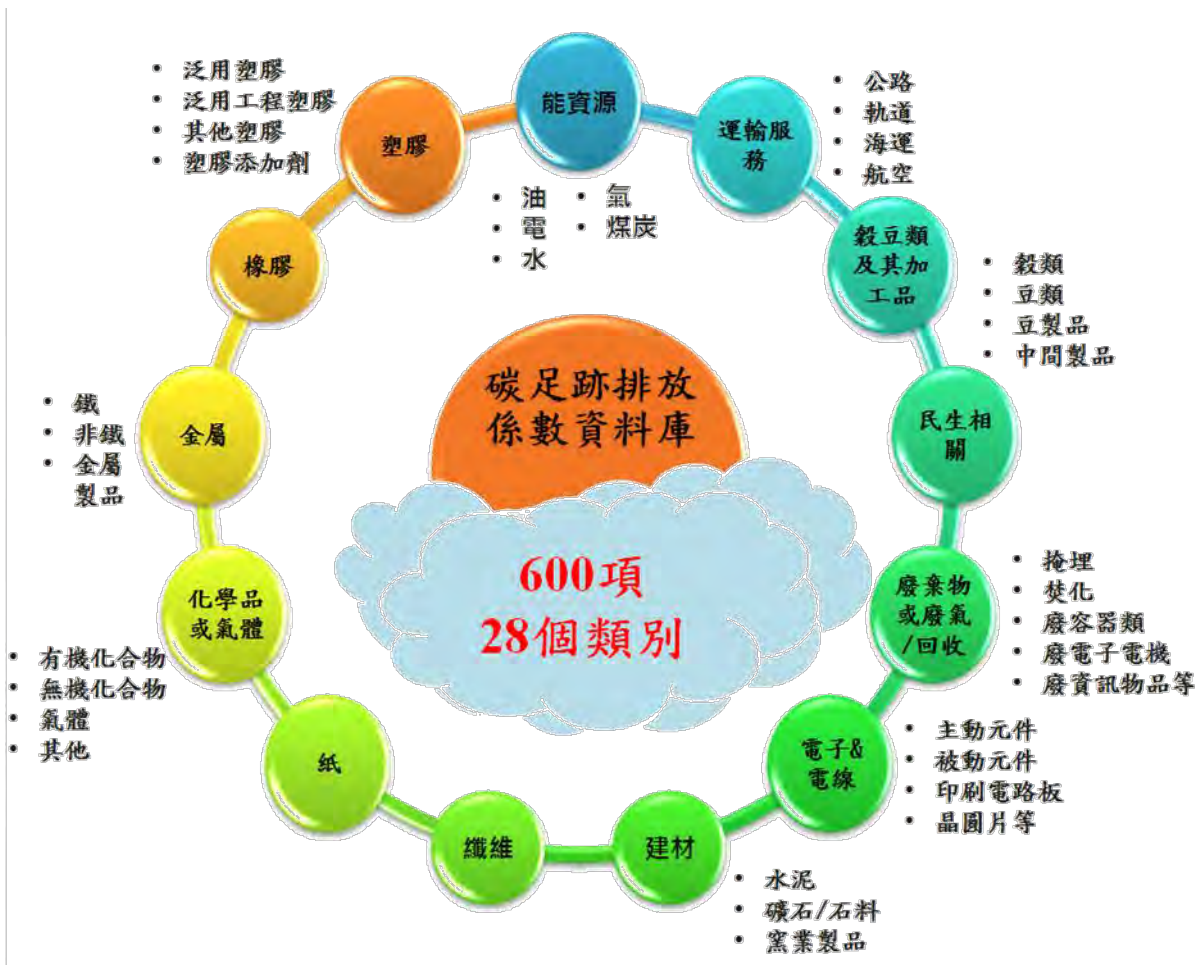 能資源
• 油
• 電
• 水
• 氣
• 煤炭
運輸服
務
• 公路
• 軌道
• 海運
• 航空
穀豆類
及其加
工品
• 穀類
• 豆類
• 豆製品
• 中間製品
民生相
關
廢棄物
或廢氣
/回收
• 掩埋
• 焚化
• 廢容器類
• 廢電子電機
• 廢資訊物品等
電子&
電線
• 主動元件
• 被動元件
• 印刷電路板
• 晶圓片等
建材
• 水泥
• 礦石/石料
• 窯業製品
纖維
紙
化學品
或氣體
• 有機化合物
• 無機化合物
• 氣體
• 其他
金屬
• 鐵
• 非鐵
• 金屬
製品
橡膠
塑膠
• 泛用塑膠
• 泛用工程塑膠
• 其他塑膠
• 塑膠添加劑
碳足跡排放
係數資料庫
600項
28個類別